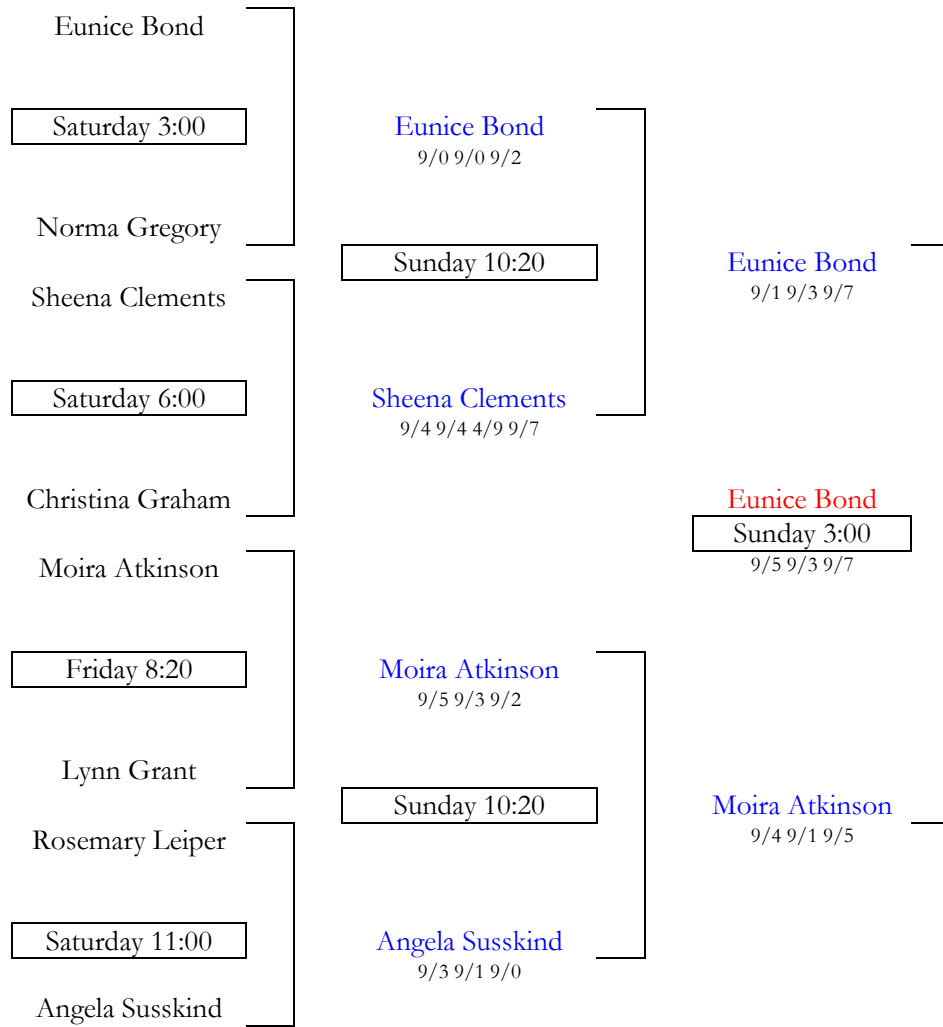 Eunice Bond
Saturday 3:00
Norma Gregory
Sheena Clements
Saturday 6:00
Christina Graham
Moira Atkinson
Friday 8:20
Lynn Grant
Rosemary Leiper
Saturday 11:00
Angela Susskind
Eunice Bond
9/0 9/0 9/2
Sunday 10:20
Sheena Clements
9/4 9/4 4/9 9/7
Moira Atkinson
9/5 9/3 9/2
Sunday 10:20
Angela Susskind
9/3 9/1 9/0
Eunice Bond
9/1 9/3 9/7
Eunice Bond
Sunday 3:00
9/5 9/3 9/7
Moira Atkinson
9/4 9/1 9/5